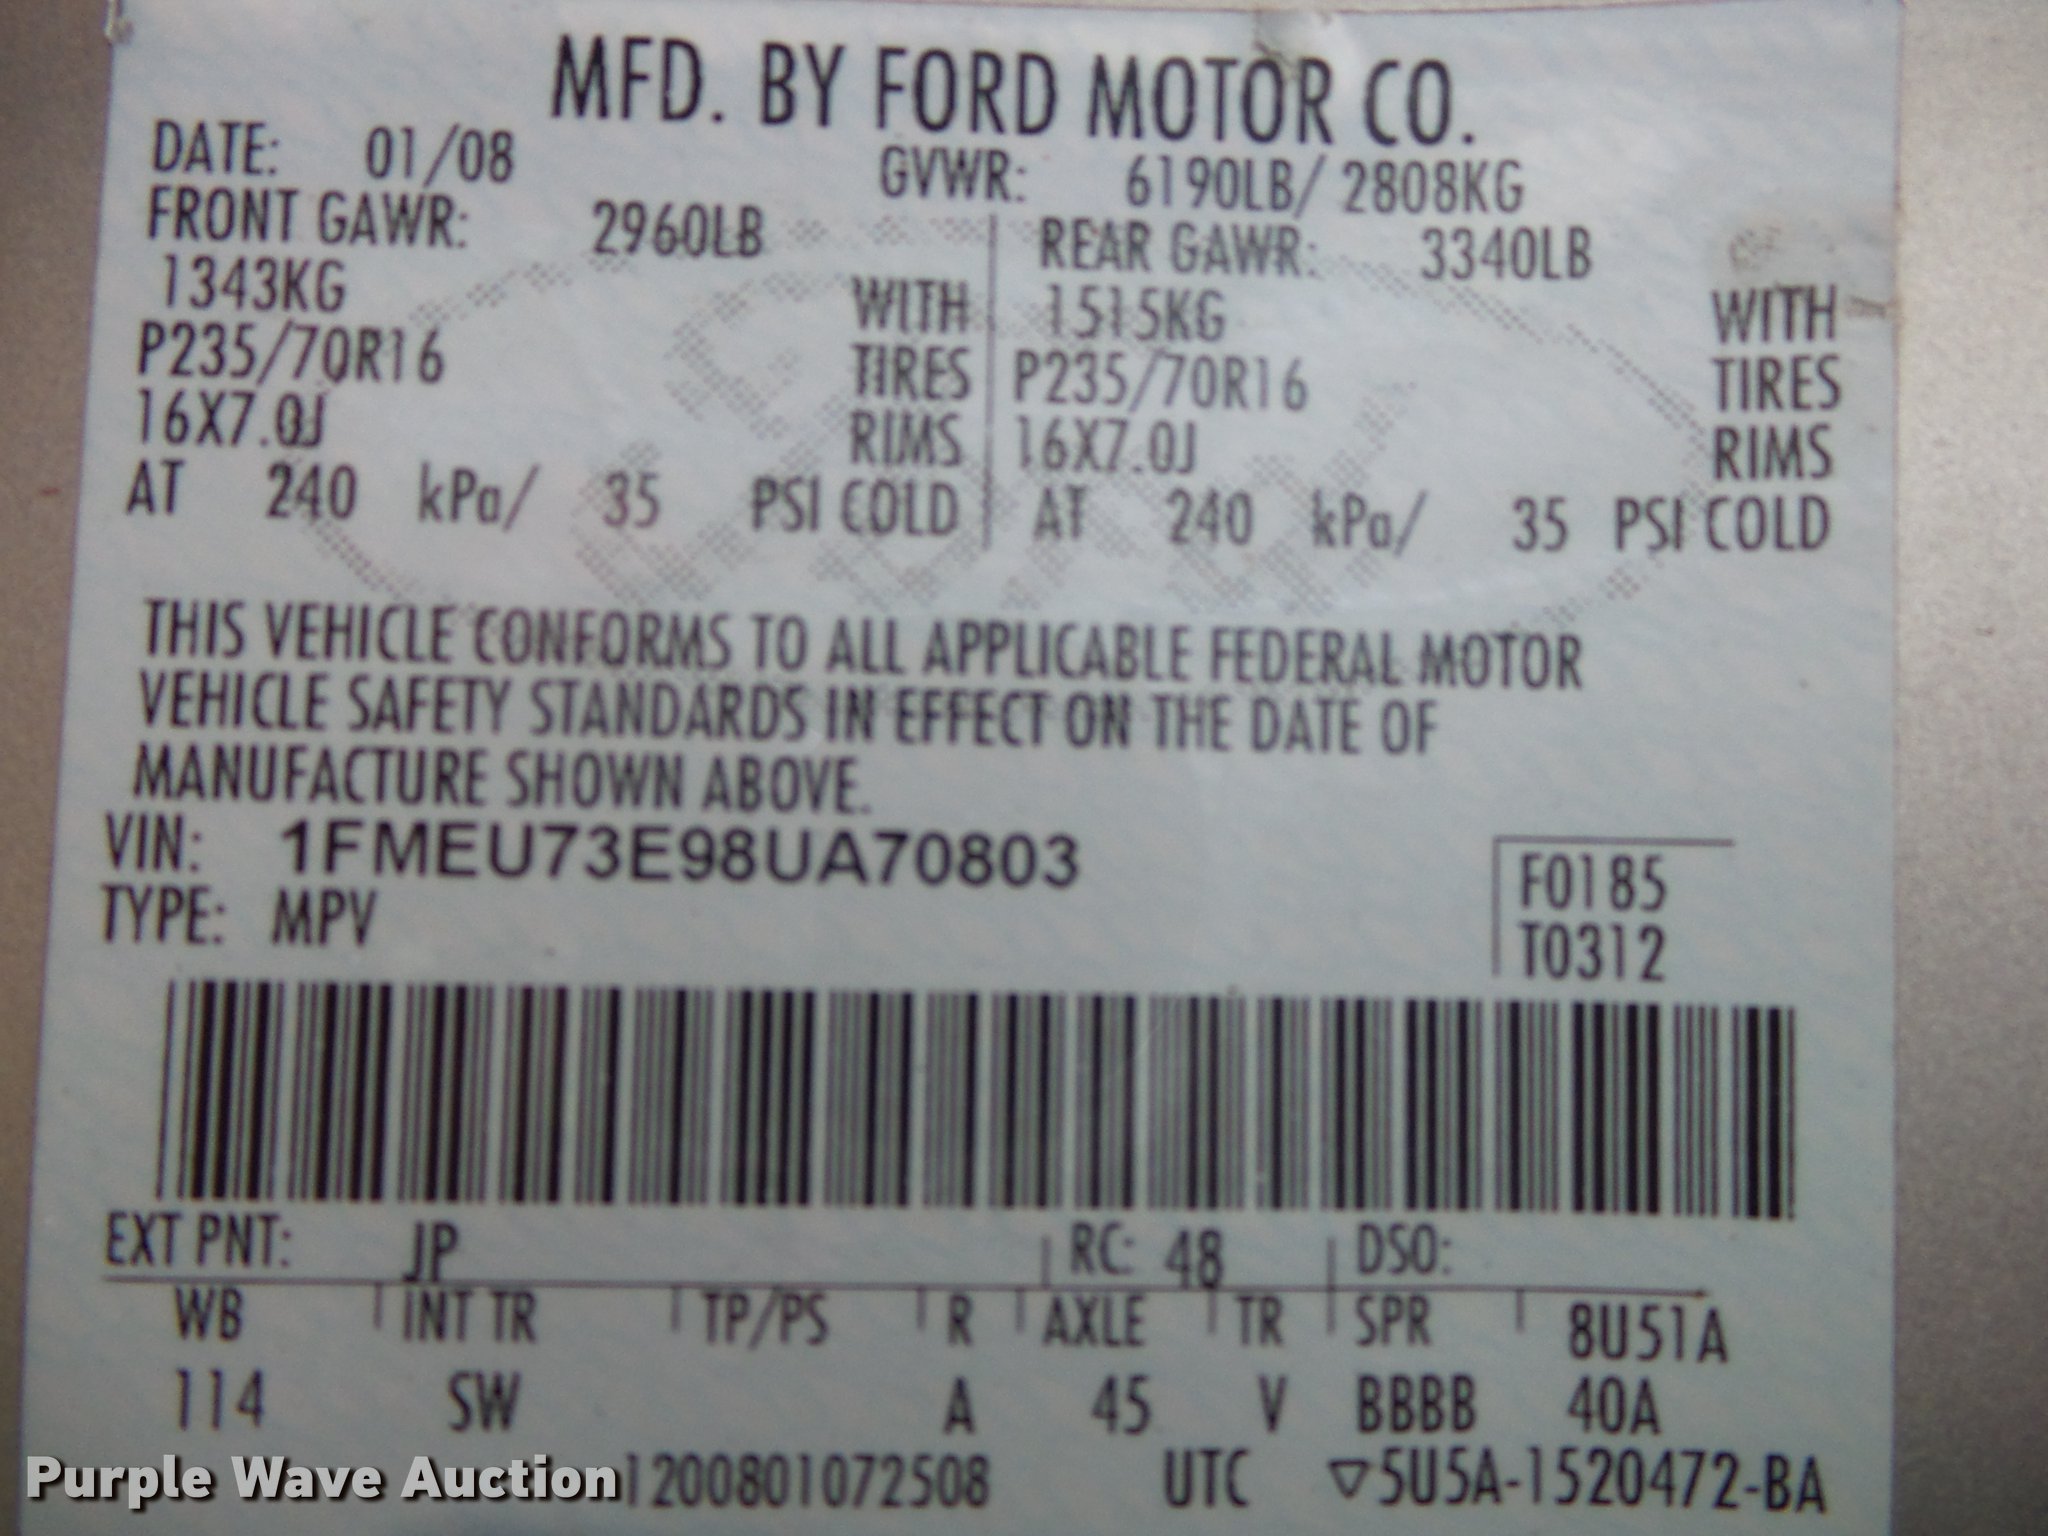 MFD. BY FORD MOTOR CO.
DATE: 01/08 GVWR: 6190LB/ 2808KG
FRONT GAWR: 2960LB REAR GAWR: 3340LB
1343KG WITH 1515KG WITH
P235/70R16 TIRES P235/70R16 TIRES
16X7.0J RIMS 16X7.0J RIMS
AT 240 kPa/ 35 PSI COLD AT 240 kPa/ 35 PSI COLD
THIS VEHICLE CONFORMS TO ALL APPLICABLE FEDERAL MOTOR
VEHICLE SAFETY STANDARDS IN EFFECT ON THE DATE OF
MANUFACTURE SHOWN ABOVE.
VIN: 1FMEU73E98UA70803
TYPE: MPV
F0185
T0312
EXT PNT: JP RC: 48 DSO:
WB INT TR TP/PS R AXLE TR SPR 8U51A
114 SW A 45 V BBBB 40A
Purple Wave Auction 1200801072508 UTC ▽5U5A-1520472-BA